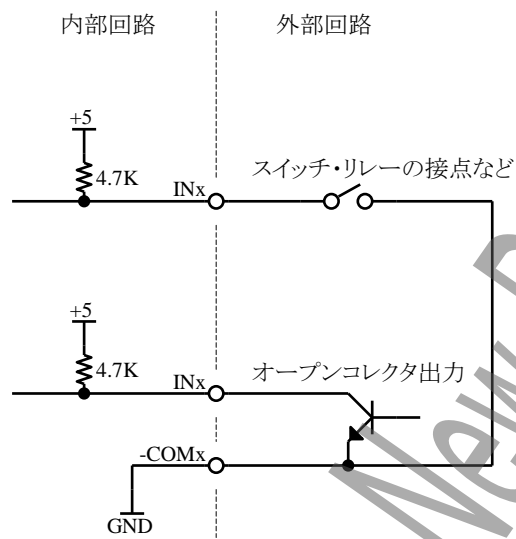 内部回路
外部回路
+5
4.7K
INx
スイッチ・リレーの接点など
+5
4.7K
INx
オープンコレクタ出力
-COMx
GND
New